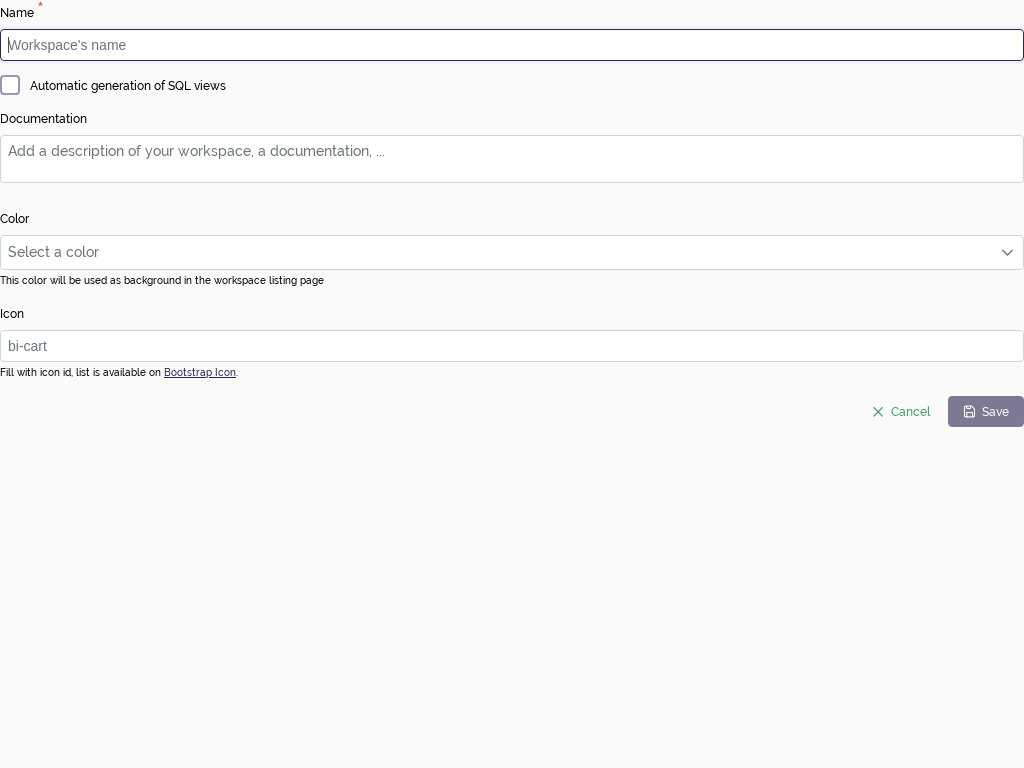 Name *
Workspace's name
Automatic generation of SQL views
Documentation
Add a description of your workspace, a documentation, ...
Color
Select a color
This color will be used as background in the workspace listing page
Icon
bi-cart
Fill with icon id, list is available on Bootstrap Icon.
Cancel Save